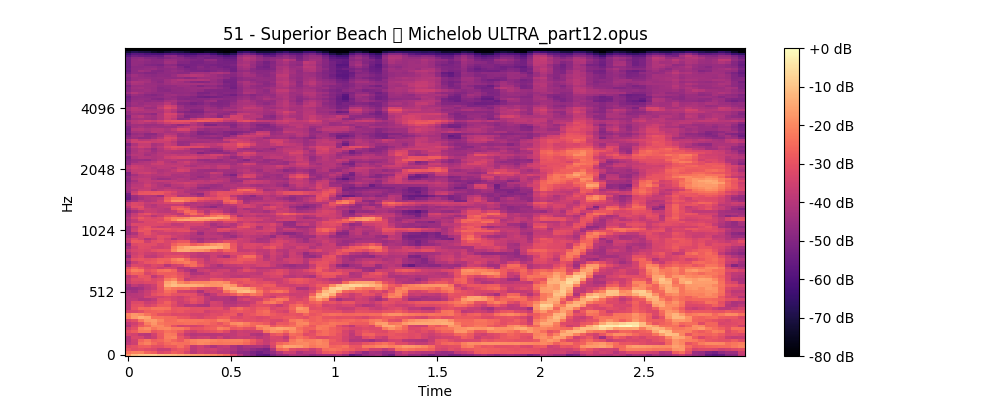 51 - Superior Beach Michelob ULTRA_part12.opus
+0 dB
4096
-10 dB
-20 dB
2048
-30 dB
Hz
-40 dB
1024
-50 dB
512
-60 dB
-70 dB
0
-80 dB
0 0.5 1 1.5 2 2.5
Time